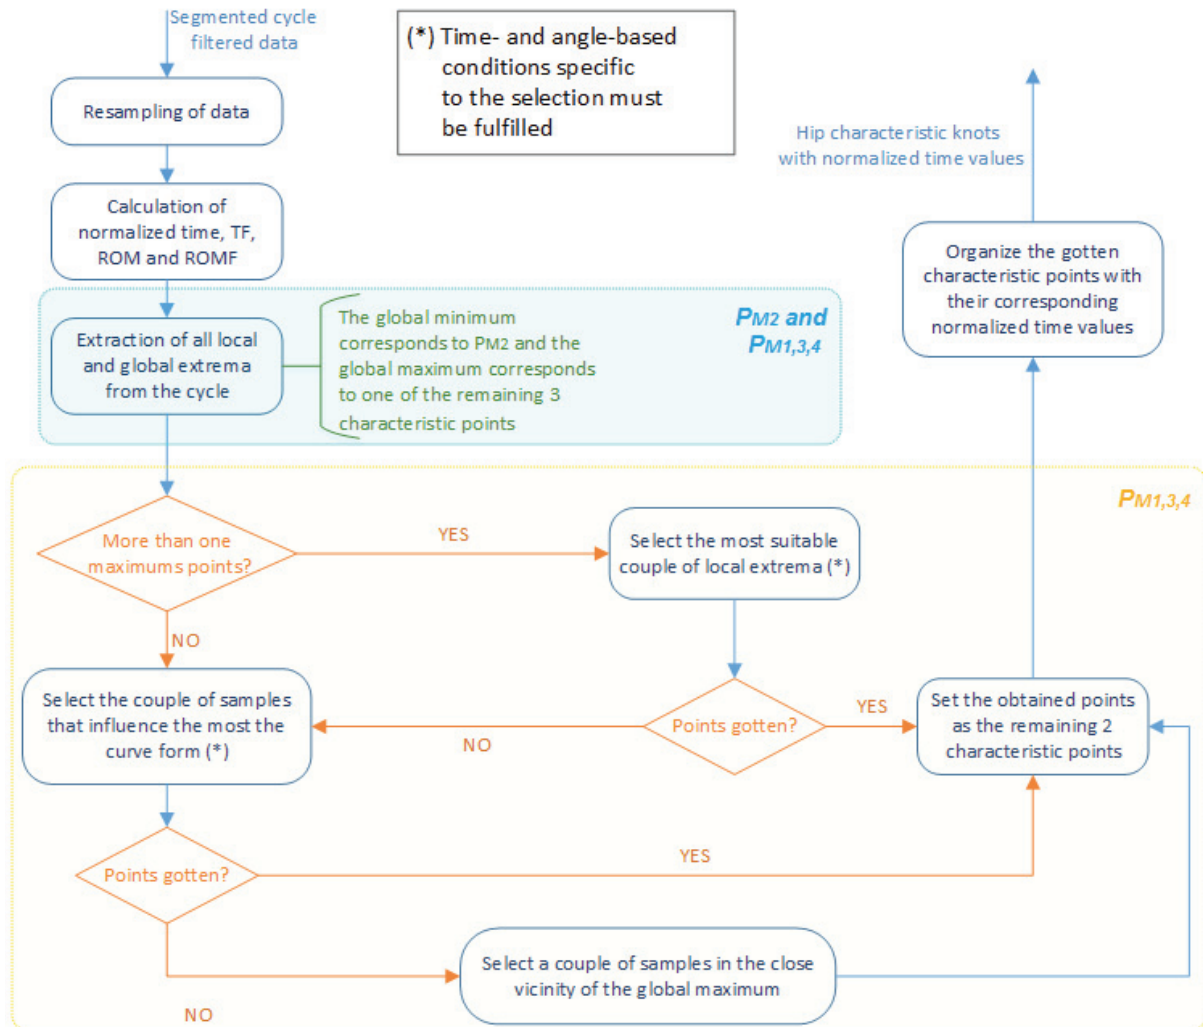 Segmented cycle
filtered data
(*) Time- and angle-based
conditions specific
to the selection must
be fulfilled
Resampling of data
Hip characteristic knots
with normalized time values
Calculation of
normalized time, TF,
ROM and ROMF
Organize the gotten
characteristic points with
their corresponding
normalized time values
Extraction of all local
and global extrema
from the cycle
The global minimum
corresponds to PM2 and the
global maximum corresponds
to one of the remaining 3
characteristic points
PM2 and
PM1,3,4
PM1,3,4
More than one
maximums points?
YES
Select the most suitable
couple of local extrema (*)
NO
Select the couple of samples
that influence the most the
curve form (*)
NO
Points gotten?
YES
Set the obtained points
as the remaining 2
characteristic points
Points gotten?
YES
NO
Select a couple of samples in the close
vicinity of the global maximum